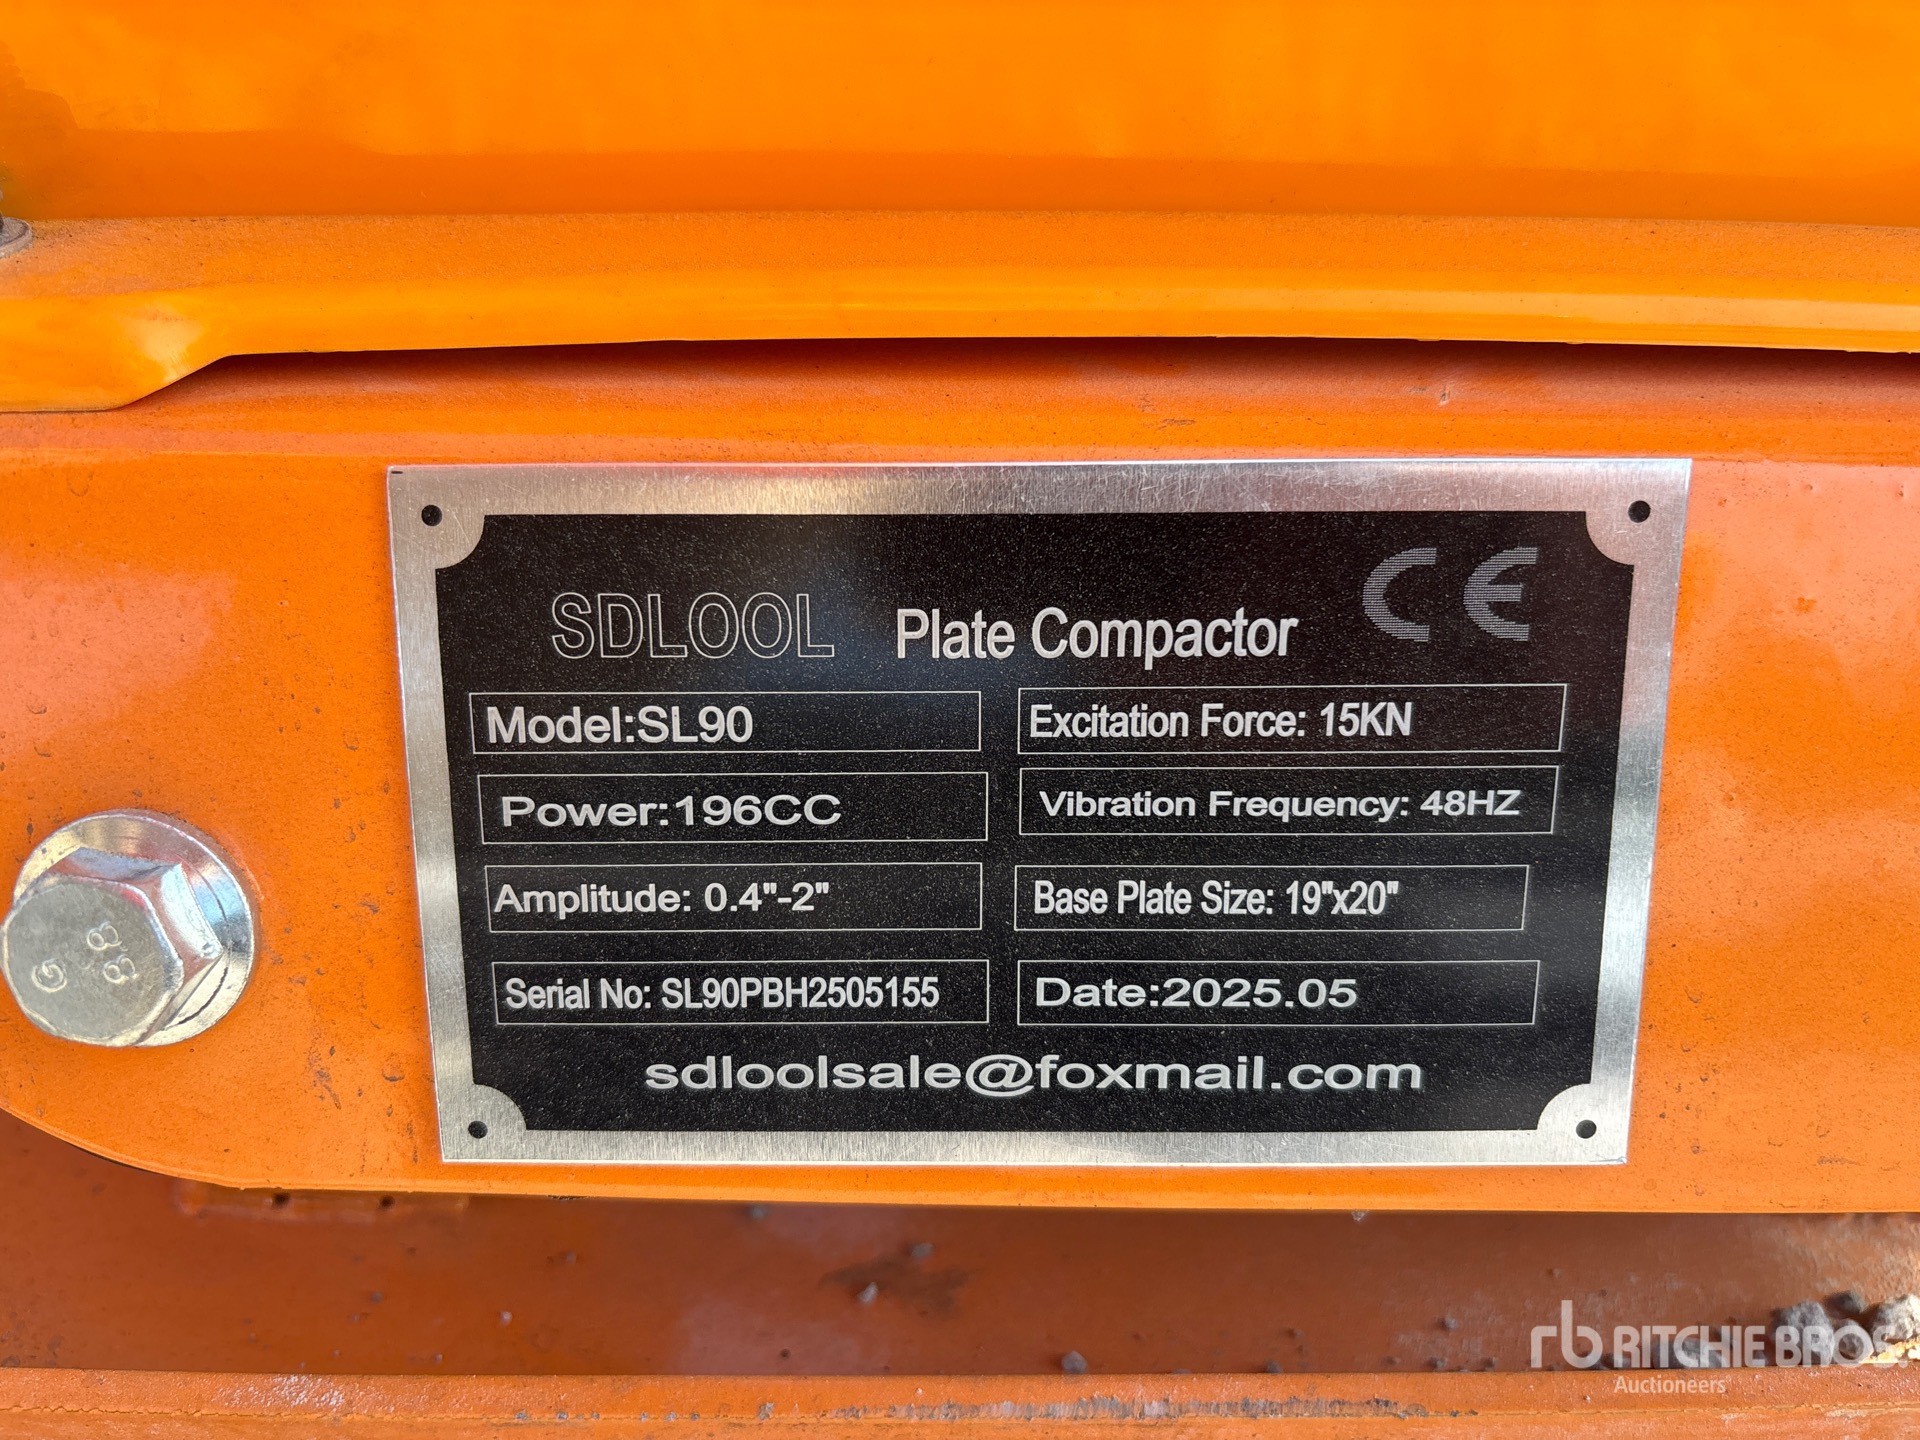 SDLOOL Plate Compactor CE
Model:SL90 Excitation Force: 15KN
Power:196CC Vibration Frequency: 48HZ
Amplitude: 0.4"-2" Base Plate Size: 19"x20"
Serial No: SL90PBH2505155 Date:2025.05
sdloolsale@foxmail.com
G 8.8
rb RITCHIE BROS.
Auctioneers